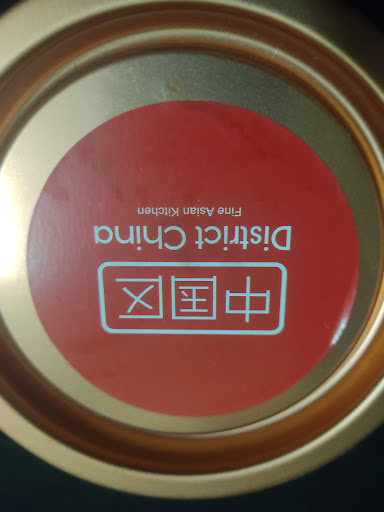 中国区
District China
Fine Asian Kitchen